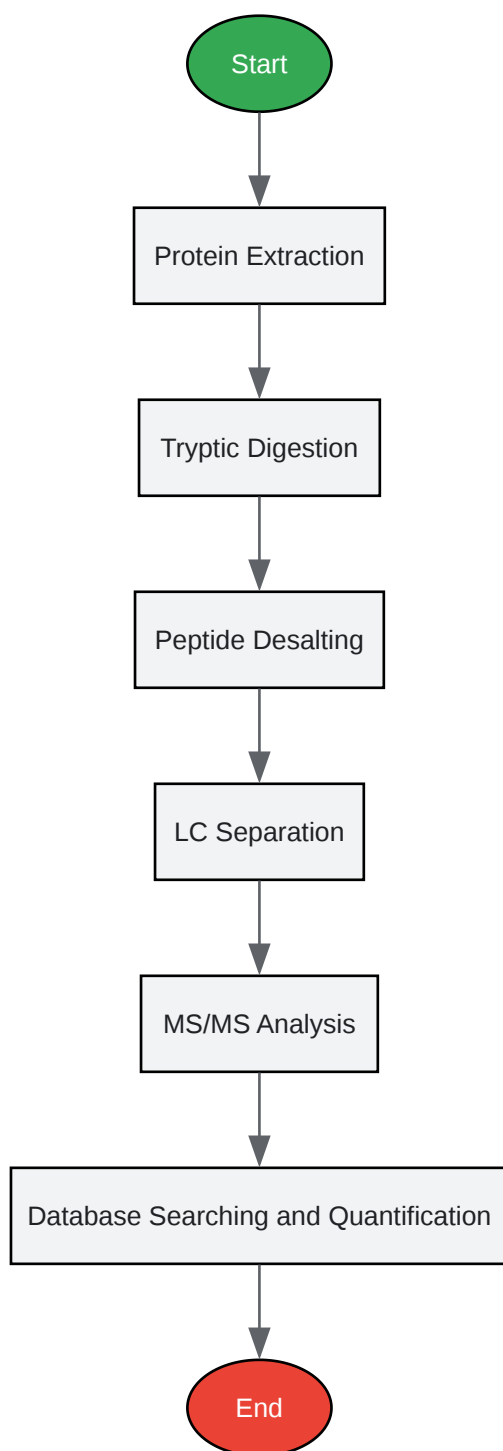 Start
Protein Extraction
Tryptic Digestion
Peptide Desalting
LC Separation
MS/MS Analysis
Database Searching and Quantification
End